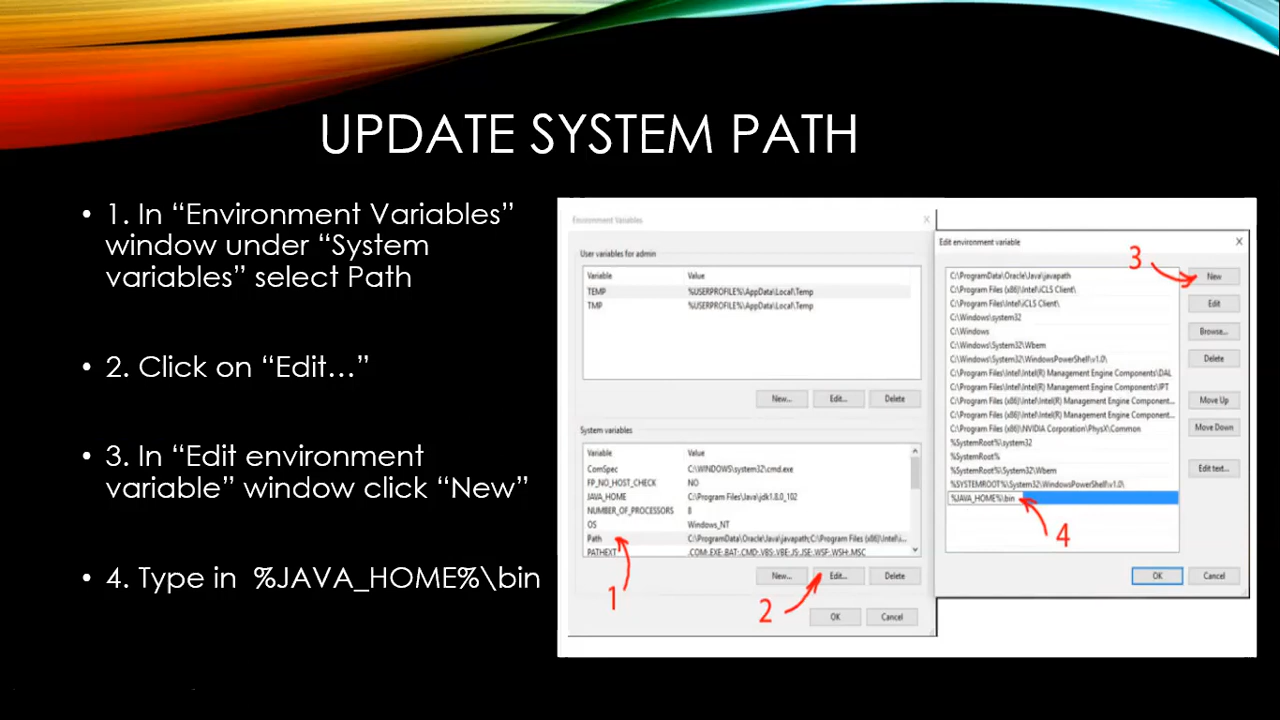 UPDATE SYSTEM PATH
• 1. In “Environment Variables”
window under “System
variables” select Path
• 2. Click on “Edit...”
• 3. In “Edit environment
variable” window click “New”
• 4. Type in %JAVA_HOME%\bin
Environment Variables
User variables for admin
Variable Value
TEMP %USERPROFILE%\AppData\Local\Temp
TMP %USERPROFILE%\AppData\Local\Temp
New... Edit... Delete
System variables
Variable Value
ComSpec C:\WINDOWS\system32\cmd.exe
FP_NO_HOST_CHECK NO
JAVA_HOME C:\Program Files\Java\jdk1.8.0_102
NUMBER_OF_PROCESSORS 8
OS Windows_NT
Path C:\ProgramData\Oracle\Java\javapath;C:\Program Files (x86)\Intel\i...
PATHEXT .COM;.EXE;.BAT;.CMD;.VBS;.VBE;.JS;.JSE;.WSF;.WSH;.MSC
1
New... Edit... Delete
2
OK Cancel
Edit environment variable
3
C:\ProgramData\Oracle\Java\javapath
C:\Program Files (x86)\Intel\iCLS Client\
C:\Program Files\Intel\iCLS Client\
C:\Windows\system32
C:\Windows
C:\Windows\System32\Wbem
C:\Windows\System32\WindowsPowerShell\v1.0\
C:\Program Files\Intel\Intel(R) Management Engine Components\DAL
C:\Program Files\Intel\Intel(R) Management Engine Components\IPT
C:\Program Files (x86)\Intel\Intel(R) Management Engine Component...
C:\Program Files (x86)\Intel\Intel(R) Management Engine Component...
C:\Program Files (x86)\NVIDIA Corporation\PhysX\Common
%SystemRoot%\system32
%SystemRoot%
%SystemRoot%\System32\Wbem
%SYSTEMROOT%\System32\WindowsPowerShell\v1.0\
%JAVA_HOME%\bin
4
New
Edit
Browse...
Delete
Move Up
Move Down
Edit text...
OK Cancel